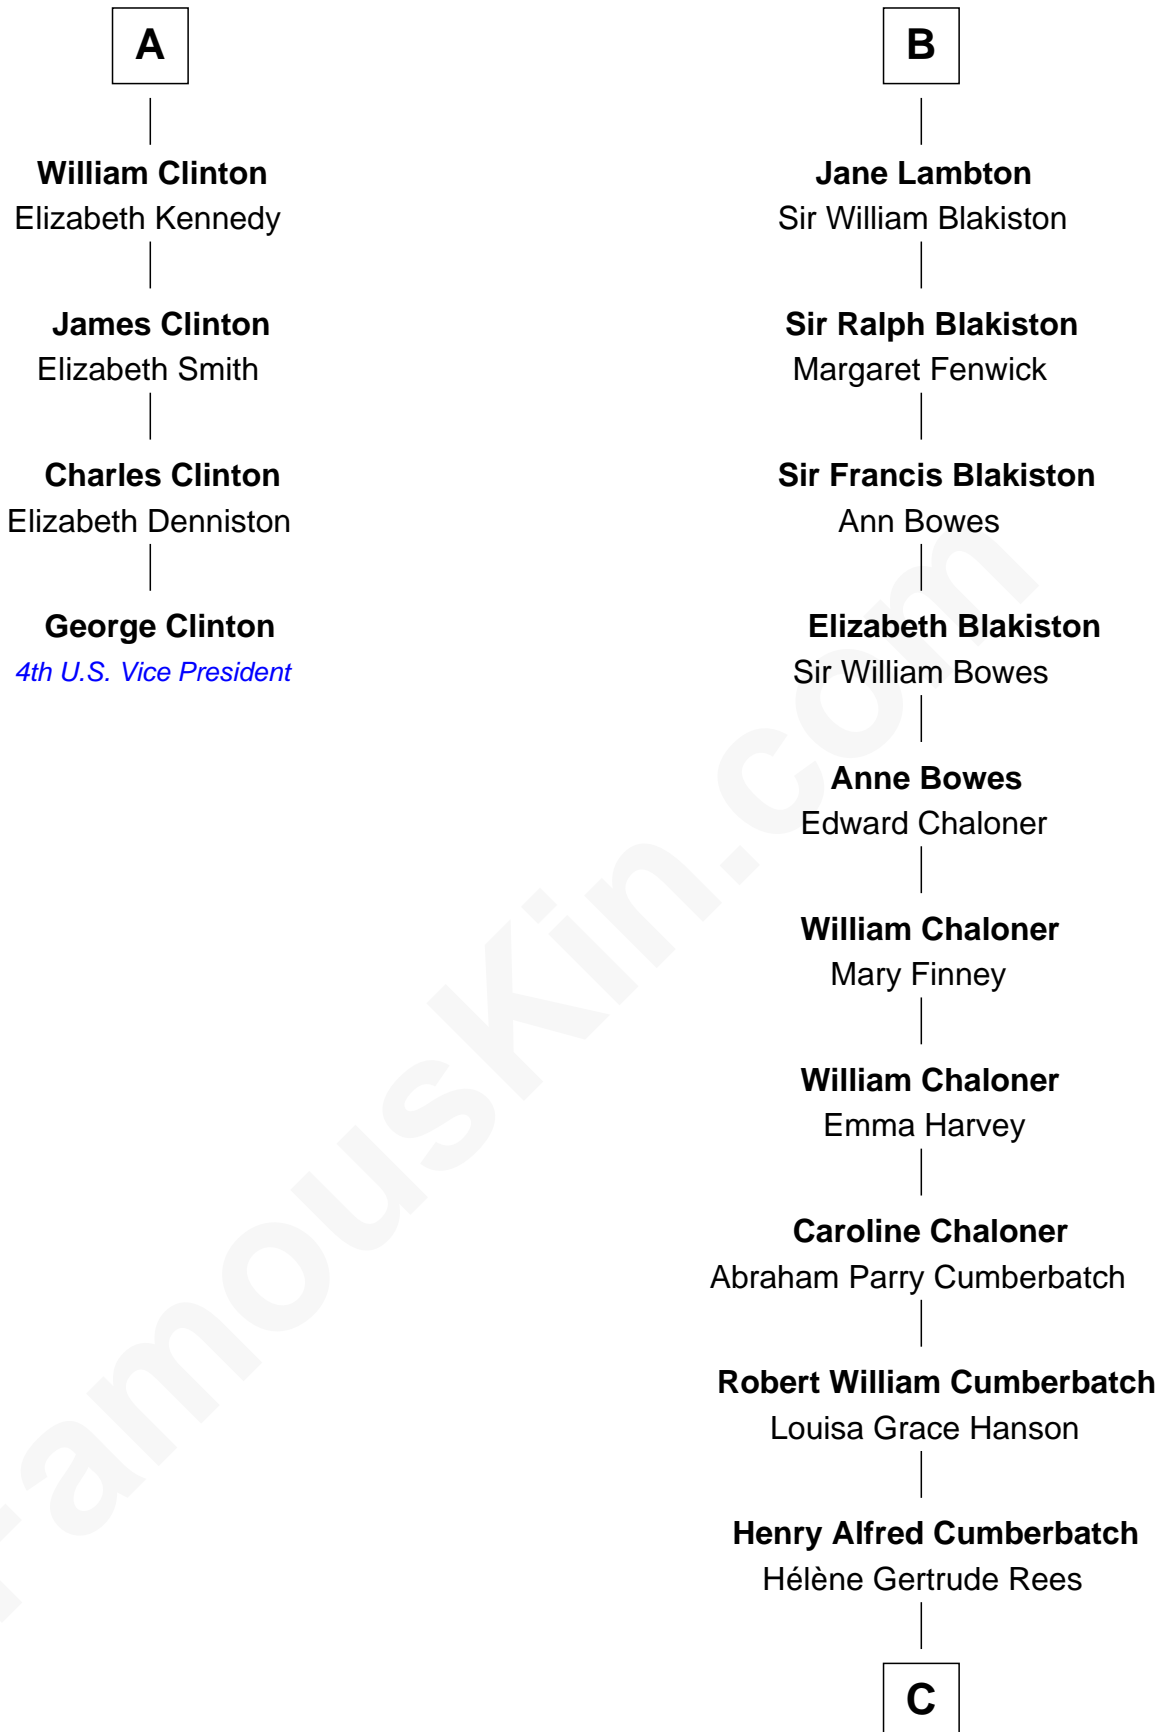 A
William Clinton
Elizabeth Kennedy
James Clinton
Elizabeth Smith
Charles Clinton
Elizabeth Denniston
George Clinton
4th U.S. Vice President
B
Jane Lambton
Sir William Blakiston
Sir Ralph Blakiston
Margaret Fenwick
Sir Francis Blakiston
Ann Bowes
Elizabeth Blakiston
Sir William Bowes
Anne Bowes
Edward Chaloner
William Chaloner
Mary Finney
William Chaloner
Emma Harvey
Caroline Chaloner
Abraham Parry Cumberbatch
Robert William Cumberbatch
Louisa Grace Hanson
Henry Alfred Cumberbatch
Hélène Gertrude Rees
C
FamousKin.com